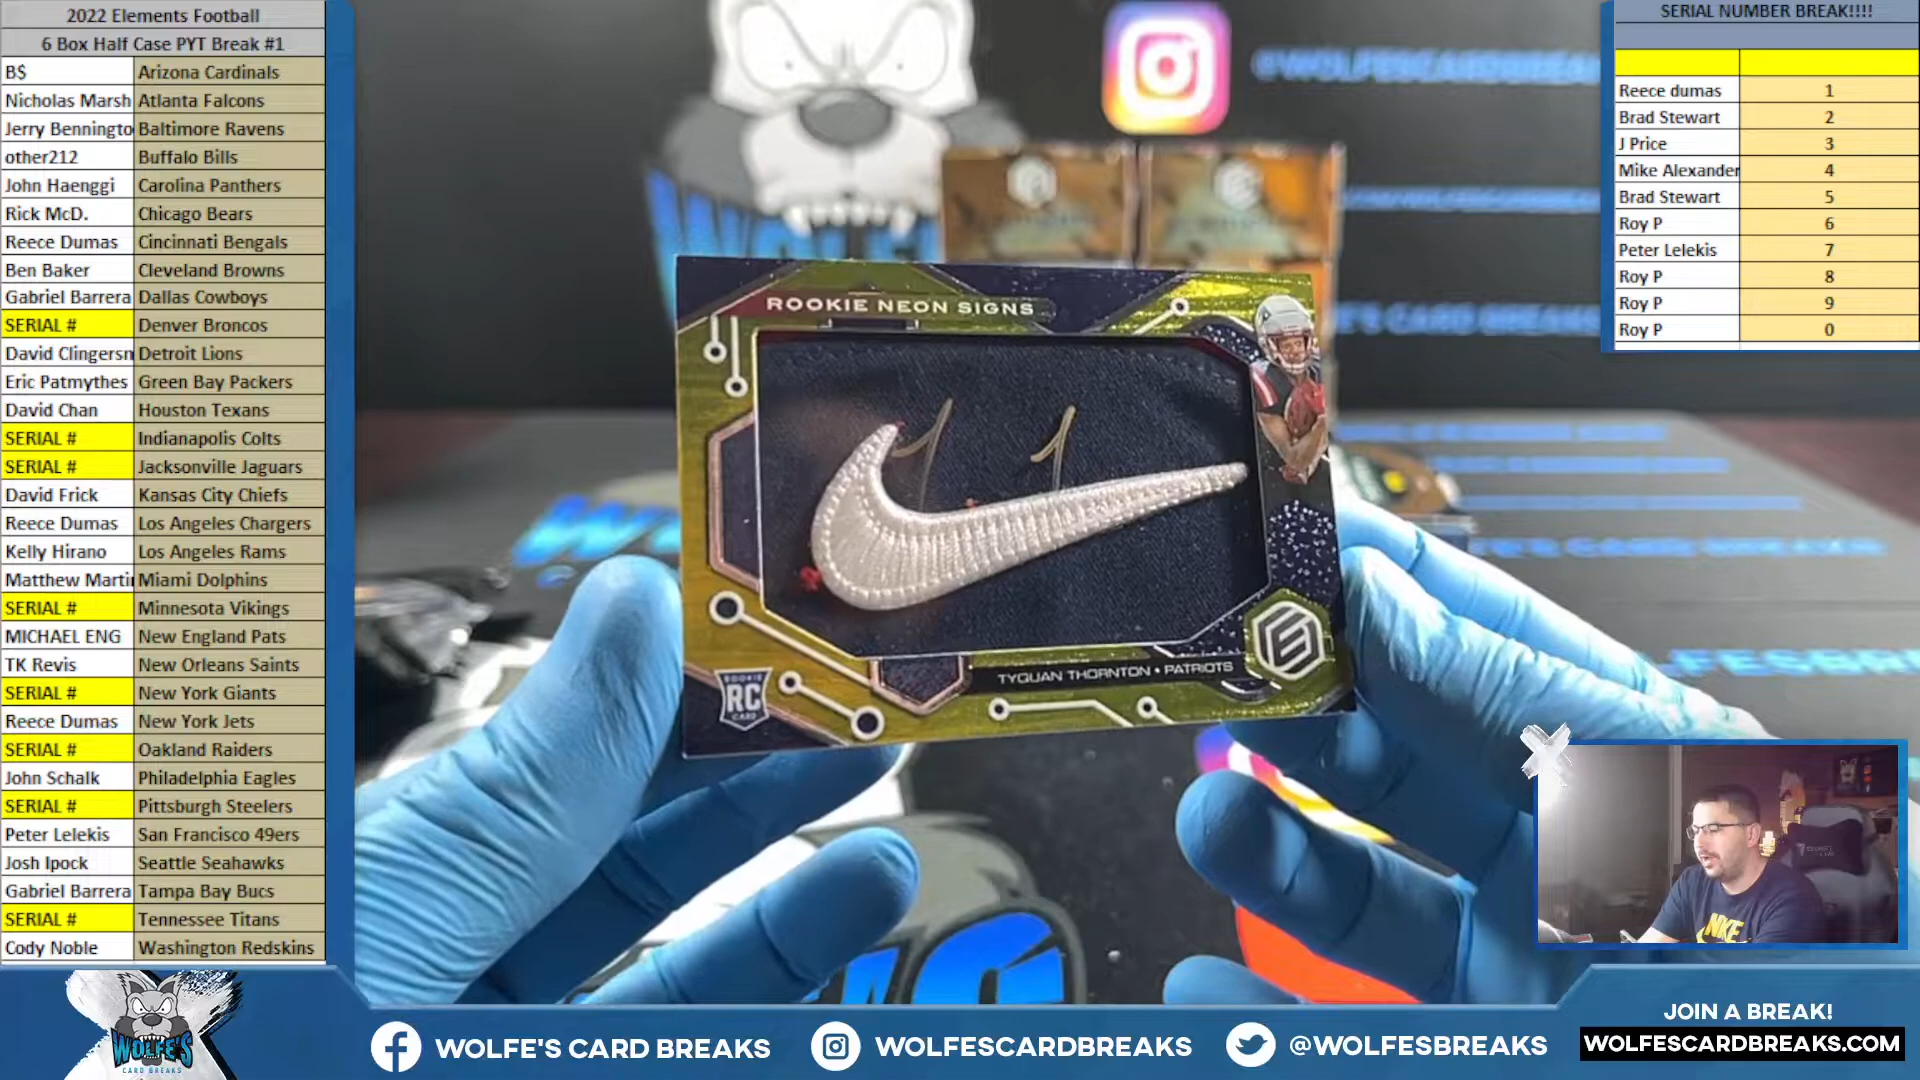 2022 Elements Football
6 Box Half Case PYT Break #1
B$ Arizona Cardinals
Nicholas Marsh Atlanta Falcons
Jerry Benningto Baltimore Ravens
other212 Buffalo Bills
John Haenggi Carolina Panthers
Rick McD. Chicago Bears
Reece Dumas Cincinnati Bengals
Ben Baker Cleveland Browns
Gabriel Barrera Dallas Cowboys
SERIAL # Denver Broncos
David Clingersn Detroit Lions
Eric Patmythes Green Bay Packers
David Chan Houston Texans
SERIAL # Indianapolis Colts
SERIAL # Jacksonville Jaguars
David Frick Kansas City Chiefs
Reece Dumas Los Angeles Chargers
Kelly Hirano Los Angeles Rams
Matthew Marti Miami Dolphins
SERIAL # Minnesota Vikings
MICHAEL ENG New England Pats
TK Revis New Orleans Saints
SERIAL # New York Giants
Reece Dumas New York Jets
SERIAL # Oakland Raiders
John Schalk Philadelphia Eagles
SERIAL # Pittsburgh Steelers
Peter Lelekis San Francisco 49ers
Josh Ipock Seattle Seahawks
Gabriel Barrera Tampa Bay Bucs
SERIAL # Tennessee Titans
Cody Noble Washington Redskins
SERIAL NUMBER BREAK!!!!
Reece dumas 1
Brad Stewart 2
J Price 3
Mike Alexander 4
Brad Stewart 5
Roy P 6
Peter Lelekis 7
Roy P 8
Roy P 9
Roy P 0
@WOLFESCARDBREA
ROOKIE NEON SIGNS
TYQUAN THORNTON • PATRIOTS
ROOKIE
RC
CARD
E
NIKE
WOLFE'S
CARD BREAKS
WOLFE'S CARD BREAKS
WOLFESCARDBREAKS
@WOLFESBREAKS
JOIN A BREAK!
WOLFESCARDBREAKS.COM